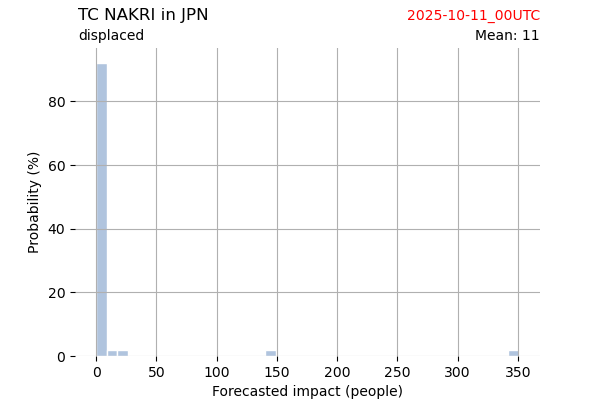 TC NAKRI in JPN
2025-10-11_00UTC
displaced
Mean: 11
Probability (%)
80
60
40
20
0
0 50 100 150 200 250 300 350
Forecasted impact (people)